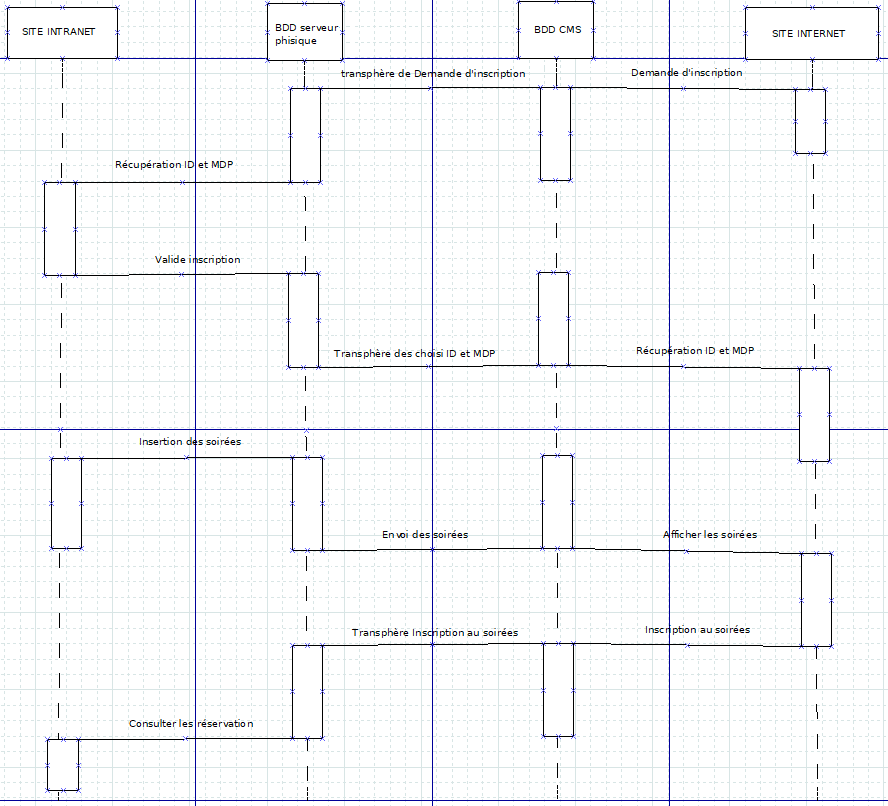 SITE INTRANET
BDD serveur
phisique
BDD CMS
SITE INTERNET
transphère de Demande d'inscription
Demande d'inscription
Récupération ID et MDP
Valide inscription
Transphère des choisi ID et MDP
Récupération ID et MDP
Insertion des soirées
Envoi des soirées
Afficher les soirées
Transphère Inscription au soirées
Inscription au soirées
Consulter les réservation